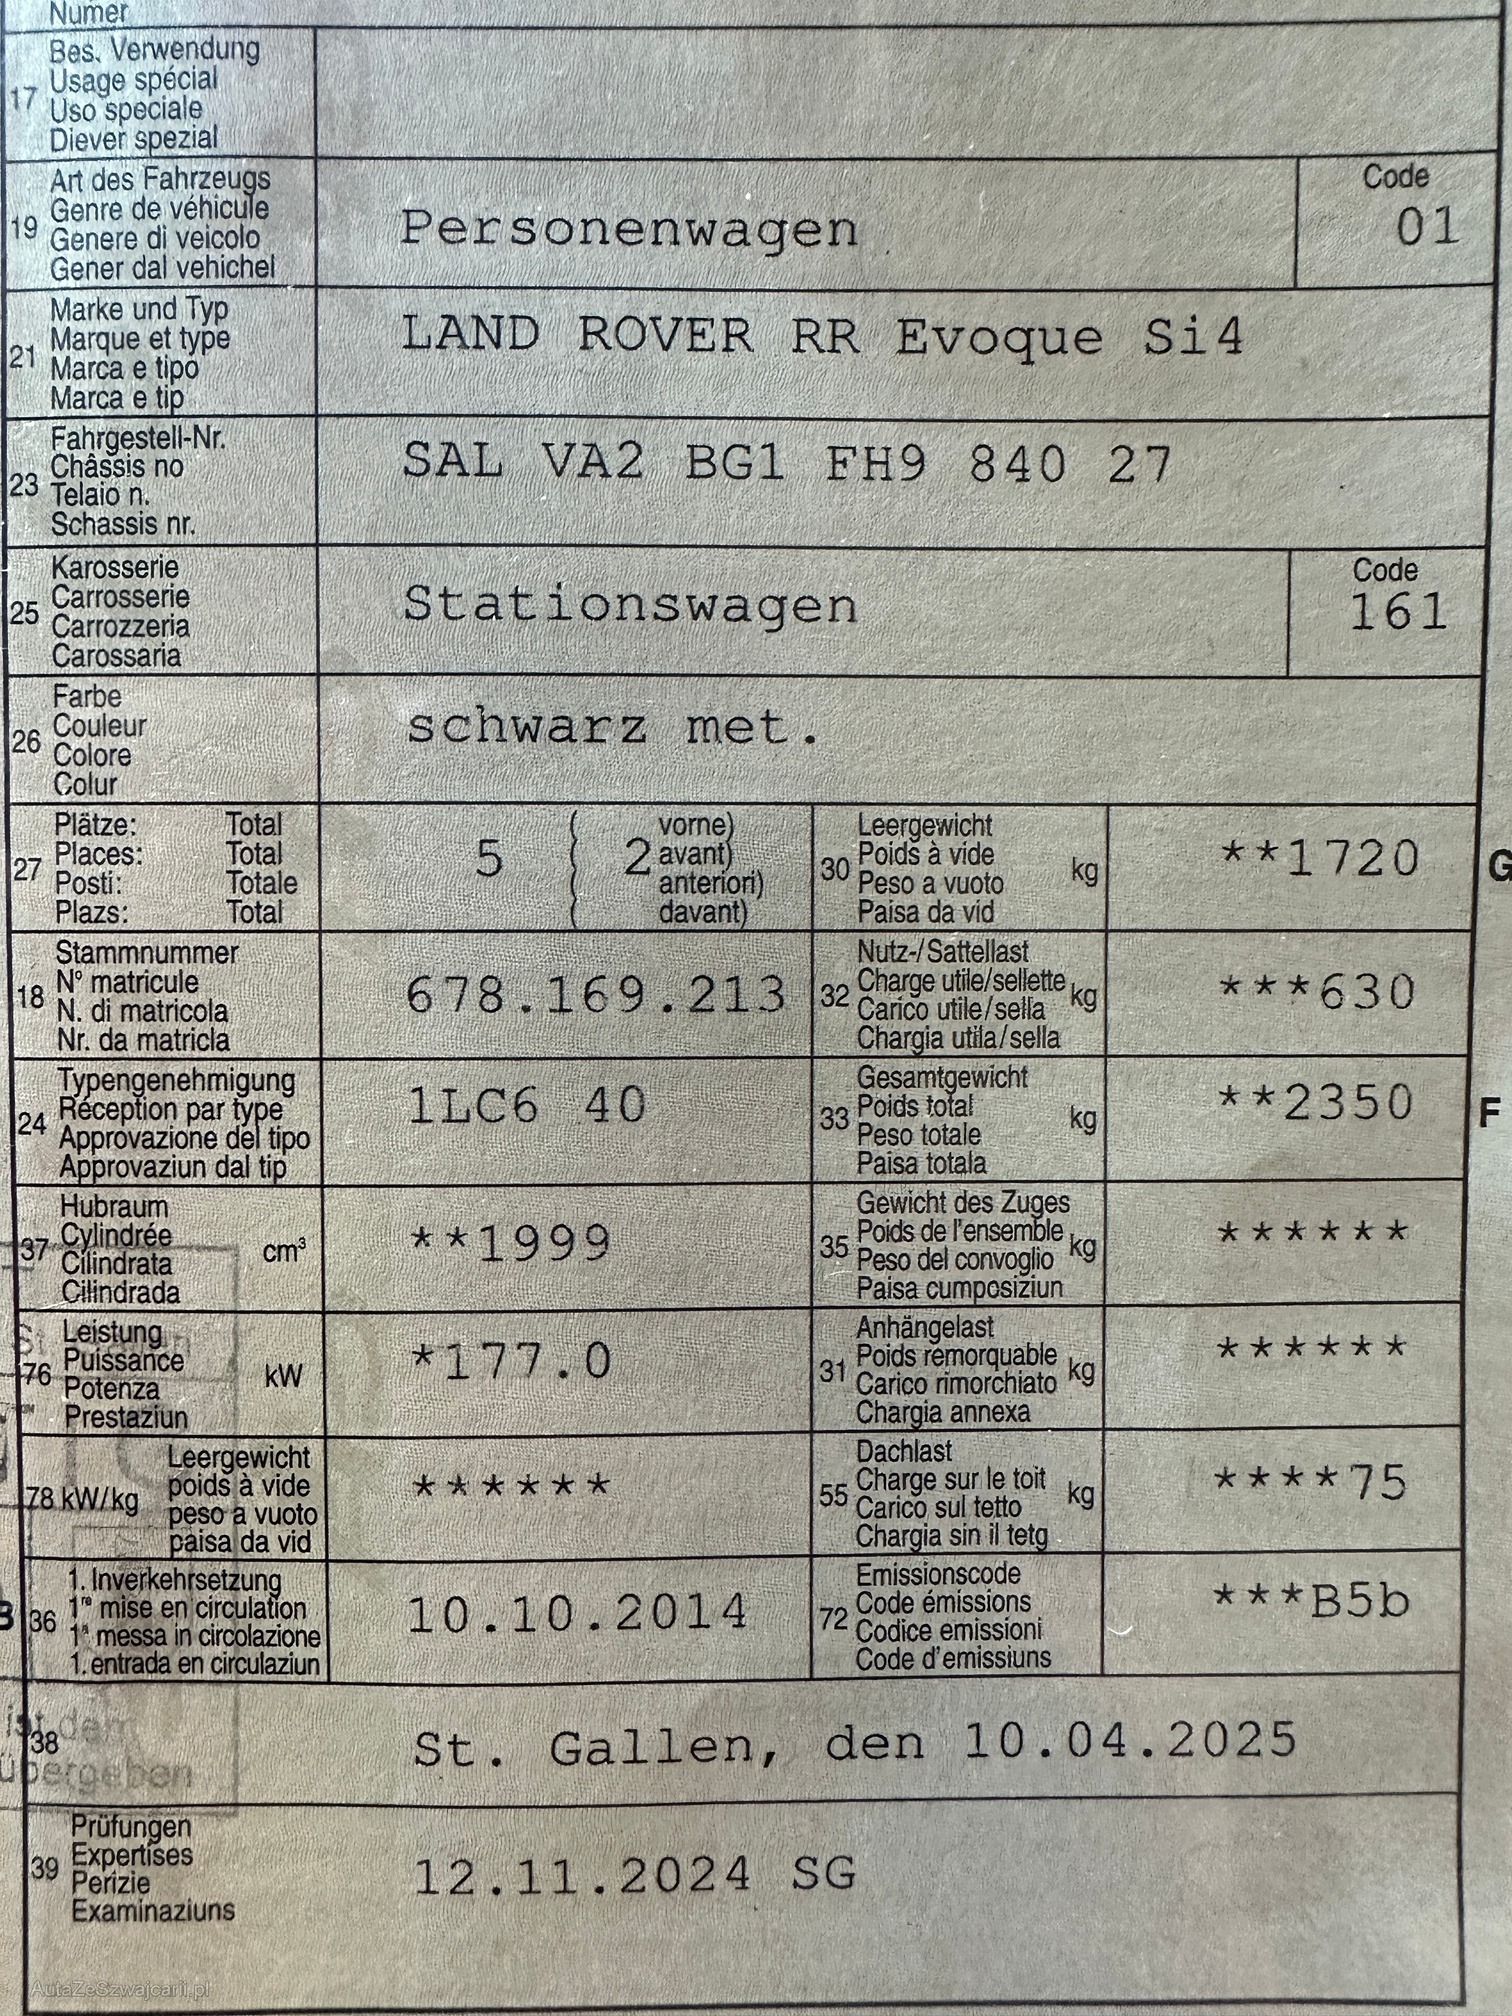 Numer
17 Bes. Verwendung
Usage spécial
Uso speciale
Diever spezial
19 Art des Fahrzeugs
Genre de véhicule
Genere di veicolo
Gener dal vehichel
Personenwagen
Code
01
21 Marke und Typ
Marque et type
Marca e tipo
Marca e tip
LAND ROVER RR Evoque Si4
23 Fahrgestell-Nr.
Châssis no
Telaio n.
Schassis nr.
SAL VA2 BG1 FH9 840 27
25 Karosserie
Carrosserie
Carrozzeria
Carossaria
Stationswagen
Code
161
26 Farbe
Couleur
Colore
Colur
schwarz met.
27 Plätze: Total
Places: Total
Posti: Totale
Plazs: Total
5 ( 2 vorne)
avant)
anteriori)
davant)
30 Leergewicht
Poids à vide
Peso a vuoto
Paisa da vid
kg
**1720
G
18 Stammnummer
N° matricule
N. di matricola
Nr. da matricla
678.169.213
32 Nutz-/Sattellast
Charge utile/sellette
Carico utile/sella
Chargia utila/sella
kg
***630
24 Typengenehmigung
Réception par type
Approvazione del tipo
Approvaziun dal tip
1LC6 40
33 Gesamtgewicht
Poids total
Peso totale
Paisa totala
kg
**2350
F
37 Hubraum
Cylindrée
Cilindrata
Cilindrada
cm³
**1999
35 Gewicht des Zuges
Poids de l'ensemble
Peso del convoglio
Paisa cumposiziun
kg
******
76 Leistung
Puissance
Potenza
Prestaziun
kW
*177.0
31 Anhängelast
Poids remorquable
Carico rimorchiato
Chargia annexa
kg
******
78 kW/kg
Leergewicht
poids à vide
peso a vuoto
paisa da vid
******
55 Dachlast
Charge sur le toit
Carico sul tetto
Chargia sin il tetg
kg
****75
B
36 1. Inverkehrsetzung
1re mise en circulation
1a messa in circolazione
1. entrada en circulaziun
10.10.2014
72 Emissionscode
Code émissions
Codice emissioni
Code d'emissiuns
***B5b
ist dem
übergeben
38
St. Gallen, den 10.04.2025
39 Prüfungen
Expertises
Perizie
Examinaziuns
12.11.2024 SG
AutaZeSzwajcarii.pl